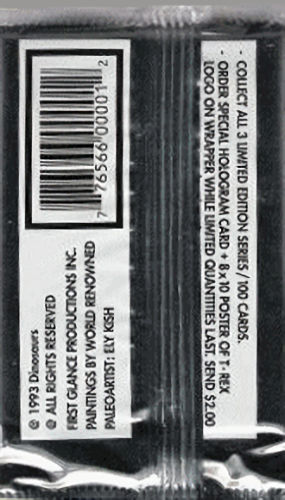 - COLLECT ALL 3 LIMITED EDITION SERIES / 100 CARDS.
- ORDER SPECIAL HOLOGRAM CARD + 8 x 10 POSTER OF T-REX
LOGO ON WRAPPER WHILE LIMITED QUANTITIES LAST. SEND $2.00
7 76566 00001 2
© 1993 Dinosaurs
@ ALL RIGHTS RESERVED
FIRST GLANCE PRODUCTIONS INC.
PAINTINGS BY WORLD RENOWNED
PALEOARTIST: ELY KISH